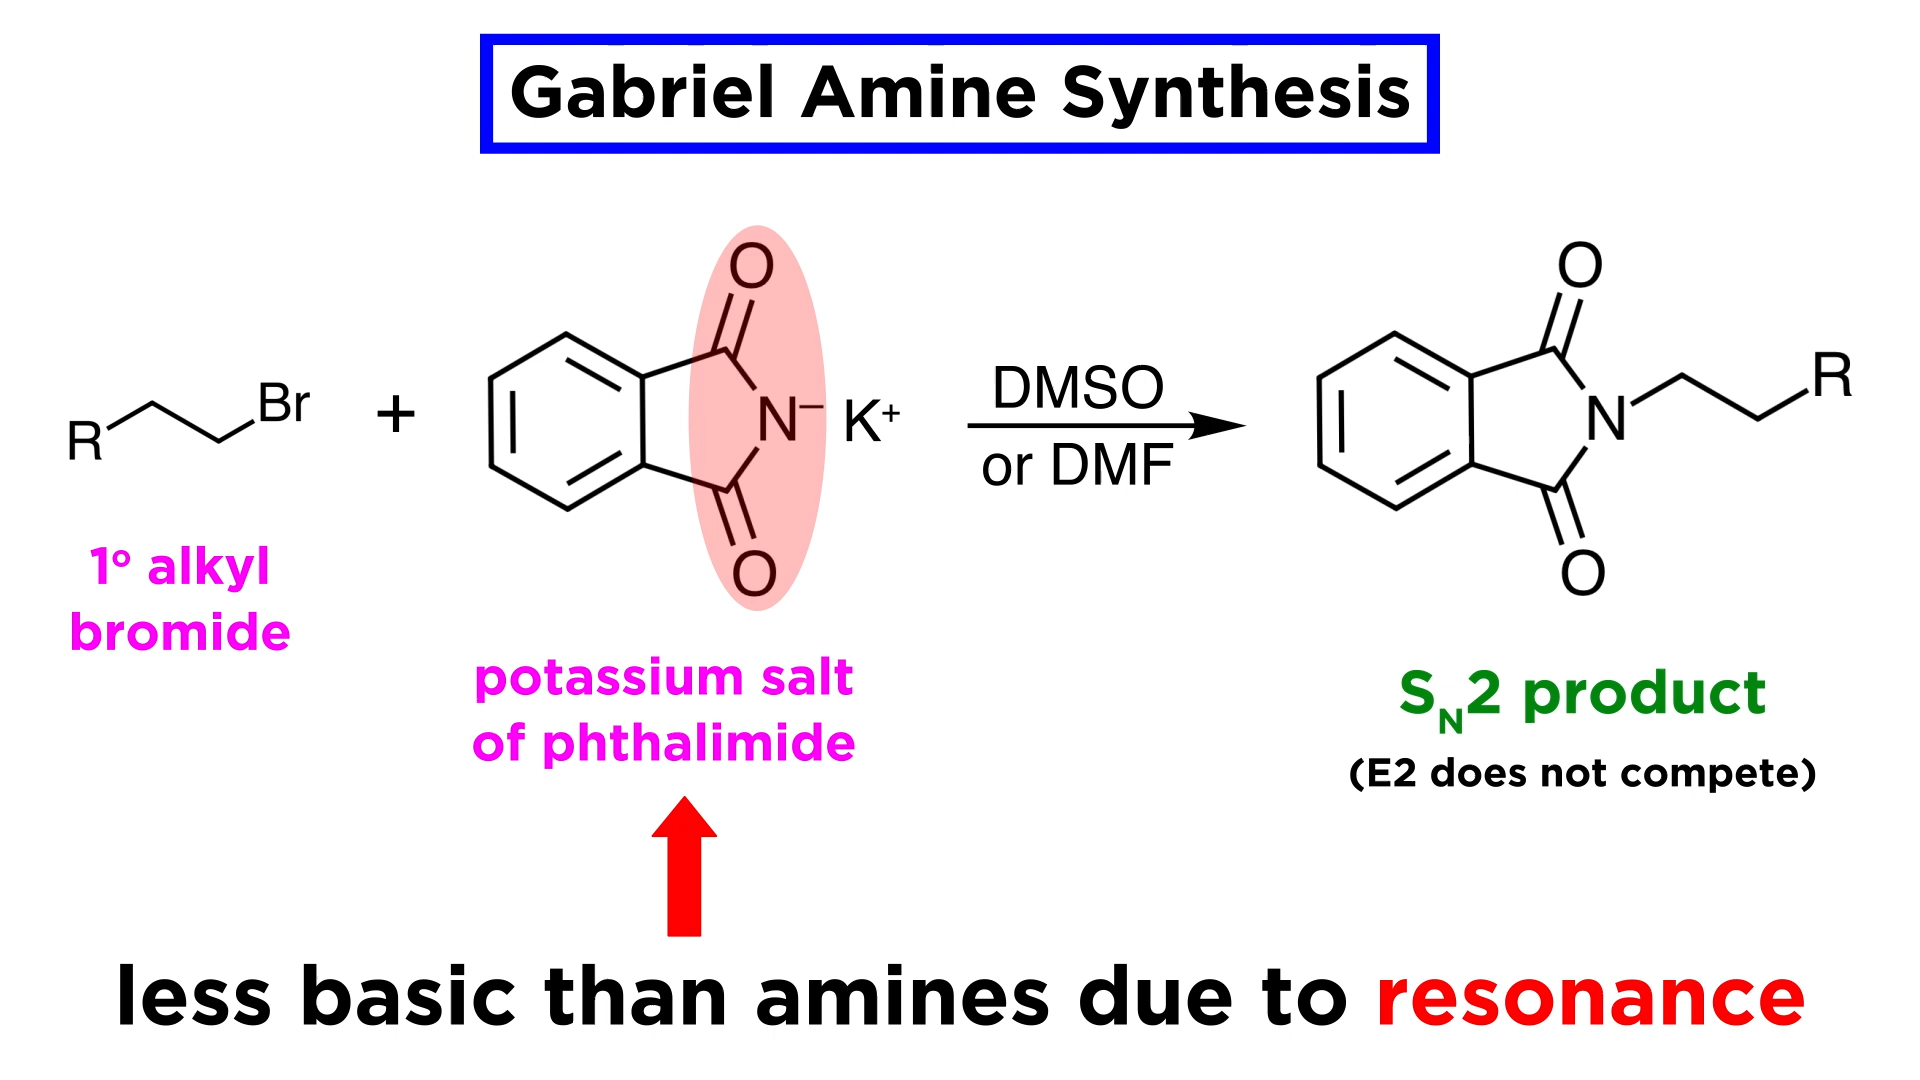 Gabriel Amine Synthesis
R
Br
+
O
N⁻ K⁺
O
DMSO
or DMF
O
N
R
O
1° alkyl
bromide
potassium salt
of phthalimide
S_N2 product
(E2 does not compete)
less basic than amines due to resonance